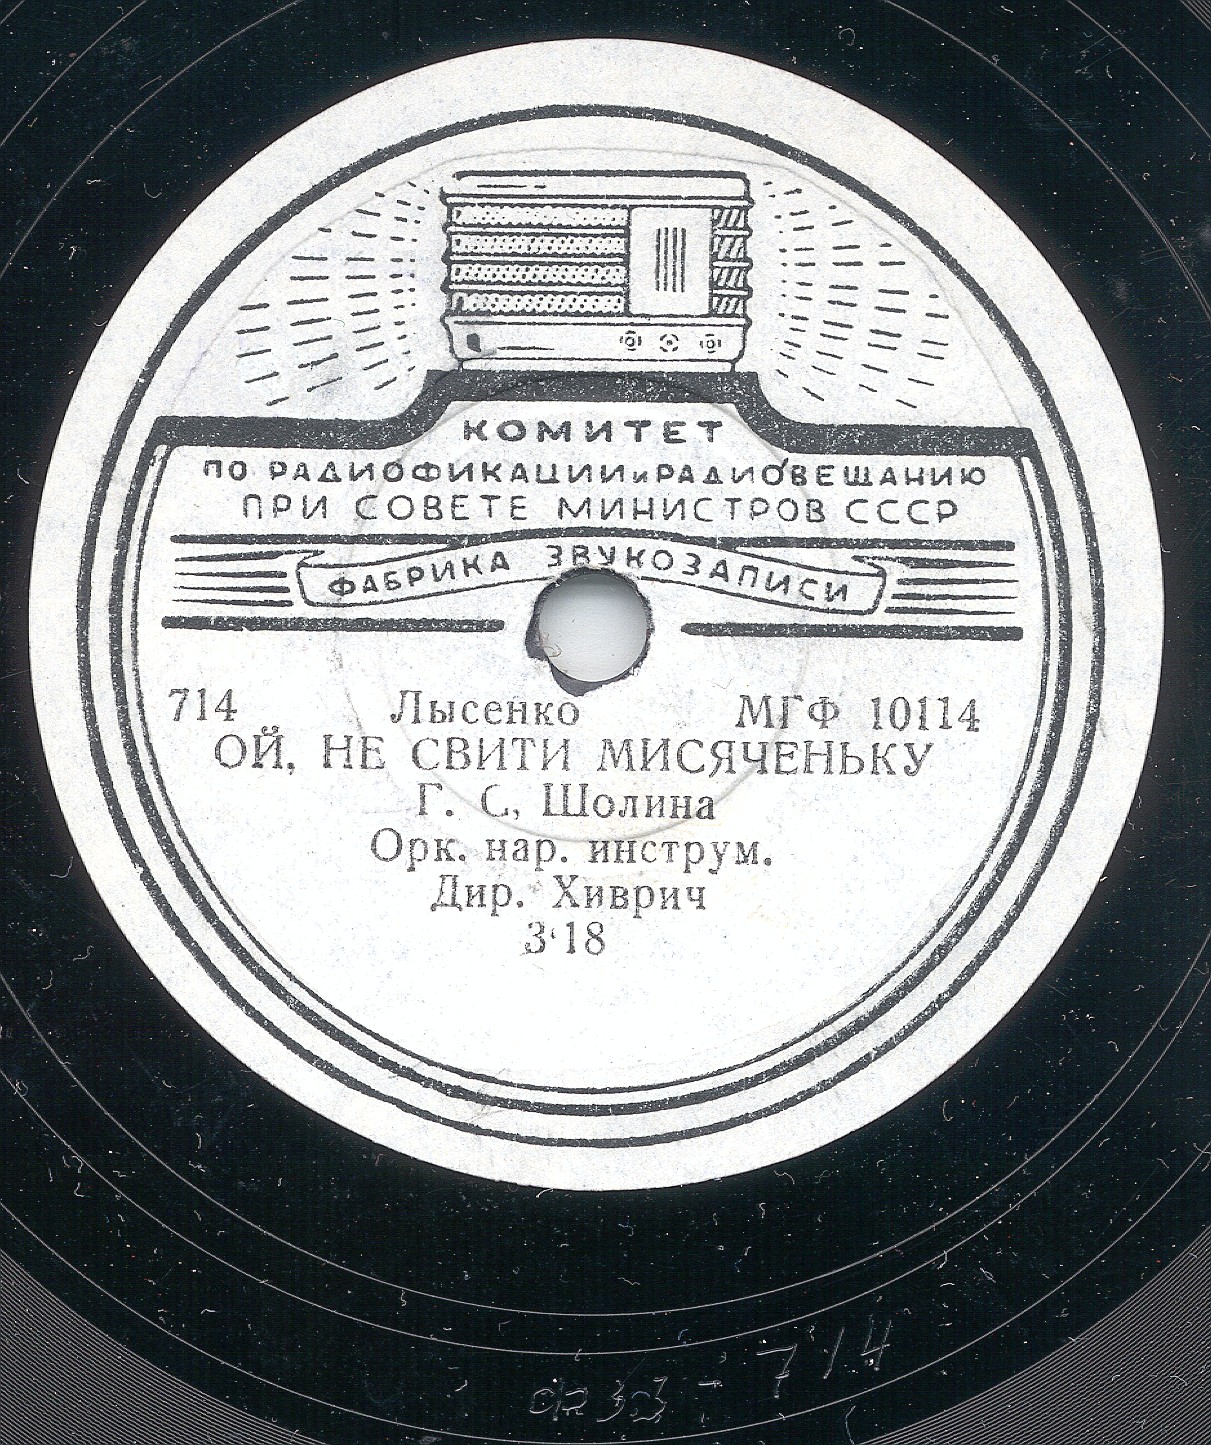 КОМИТЕТ
ПО РАДИОФИКАЦИИ и РАДИОВЕЩАНИЮ
ПРИ СОВЕТЕ МИНИСТРОВ СССР
ФАБРИКА ЗВУКОЗАПИСИ
714 Лысенко МГФ 10114
ОЙ, НЕ СВИТИ МИСЯЧЕНЬКУ
Г. С. Шолина
Орк. нар. инструм.
Дир. Хиврич
3‘18
ФЗЗ - 714